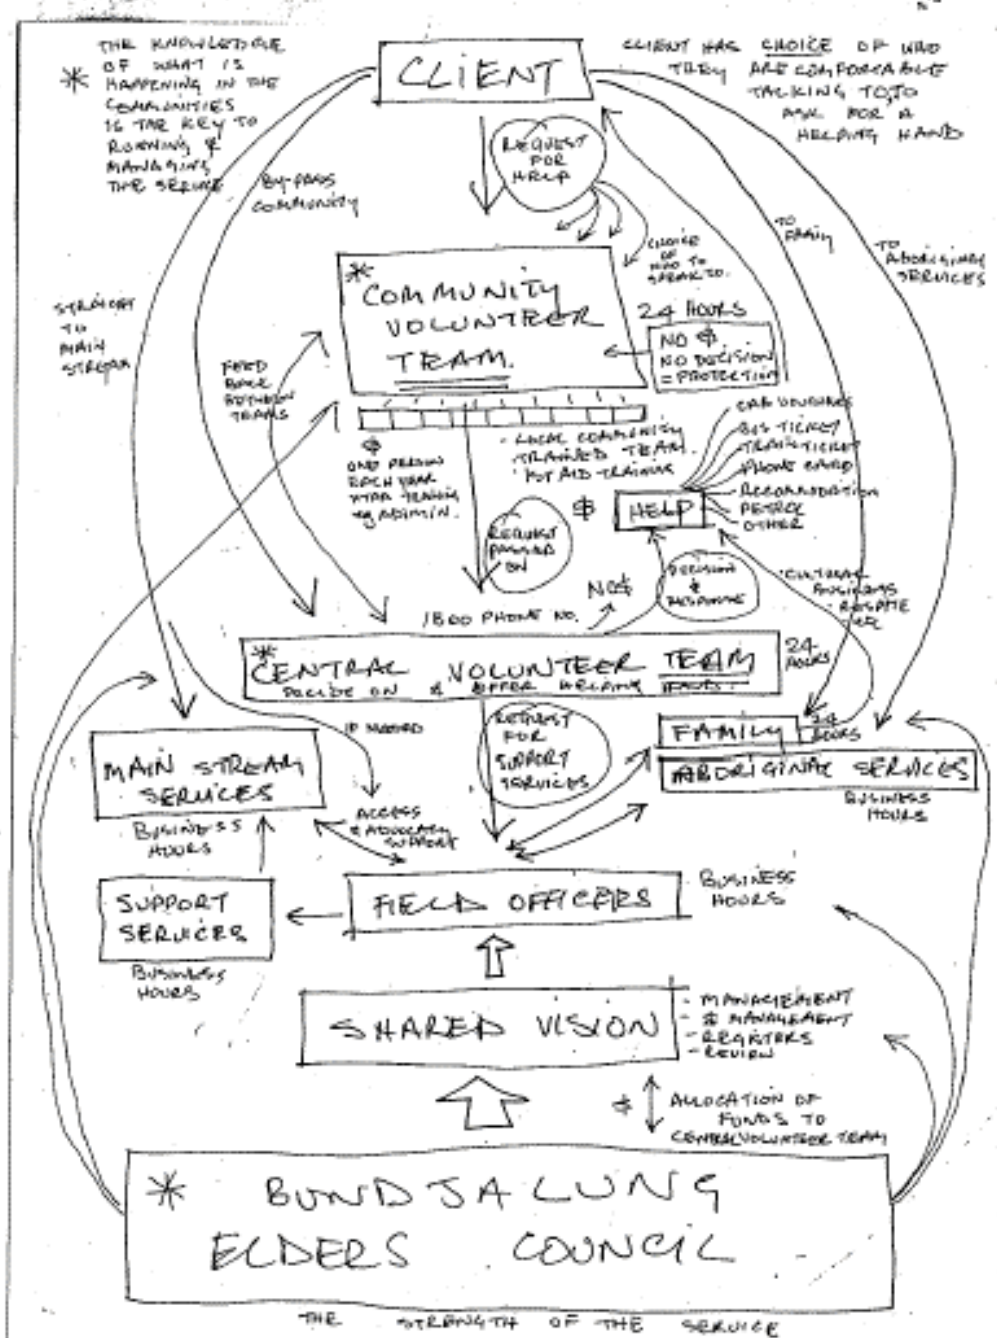 THE KNOWLEDGE
OF WHAT IS
* HAPPENING IN THE
COMMUNITIES
IS THE KEY TO
RUNNING &
MANAGING
THE SERVICE
CLIENT
CLIENT HAS CHOICE OF WHO
THEY ARE COMFORTABLE
TALKING TO, TO
ASK FOR A
HELPING HAND
REQUEST
FOR
HELP
BY-PASS
COMMUNITY
CHOICE
OF
WHO TO
SPEAK TO.
TO
FAMILY
TO
ABORIGINAL
SERVICES
STRAIGHT
TO
MAIN
STREAM
* COMMUNITY
VOLUNTEER
TEAM.
24 HOURS
NO $
NO DECISION
= PROTECTION
FEED
BACK
BETWEEN
TEAMS
$
ONE PERSON
EACH YEAR
ADMIN.
- LOCAL COMMUNITY
TRAINED TEAM.
AID TRAINING
CAB VOUCHERS
BUS TICKET
TRAIN TICKET
PHONE CARD
ACCOMMODATION
PETROL
OTHER
$ HELP
REQUEST
PASSED
ON
DECISION
&
RESPONSE
CULTURAL
BUSINESS
RESPITE
ETC
NO $
1800 PHONE NO.
* CENTRAL VOLUNTEER TEAM
DECIDE ON & OFFER HELPING HAND.
24
HOURS
IF NEEDED
REQUEST
FOR
SUPPORT
SERVICES
FAMILY
24
HOURS
ABORIGINAL SERVICES
BUSINESS
HOURS
MAIN STREAM
SERVICES
BUSINESS
HOURS
ACCESS
& ADVOCACY
SUPPORT
FIELD OFFICERS
BUSINESS
HOURS
SUPPORT
SERVICES
BUSINESS
HOURS
SHARED VISION
- MANAGEMENT
- $ MANAGEMENT
- REGISTERS
- REVIEW
$
ALLOCATION OF
FUNDS TO
CENTRAL VOLUNTEER TEAM
* BUNDJALUNG
ELDERS COUNCIL
THE STRENGTH OF THE SERVICE